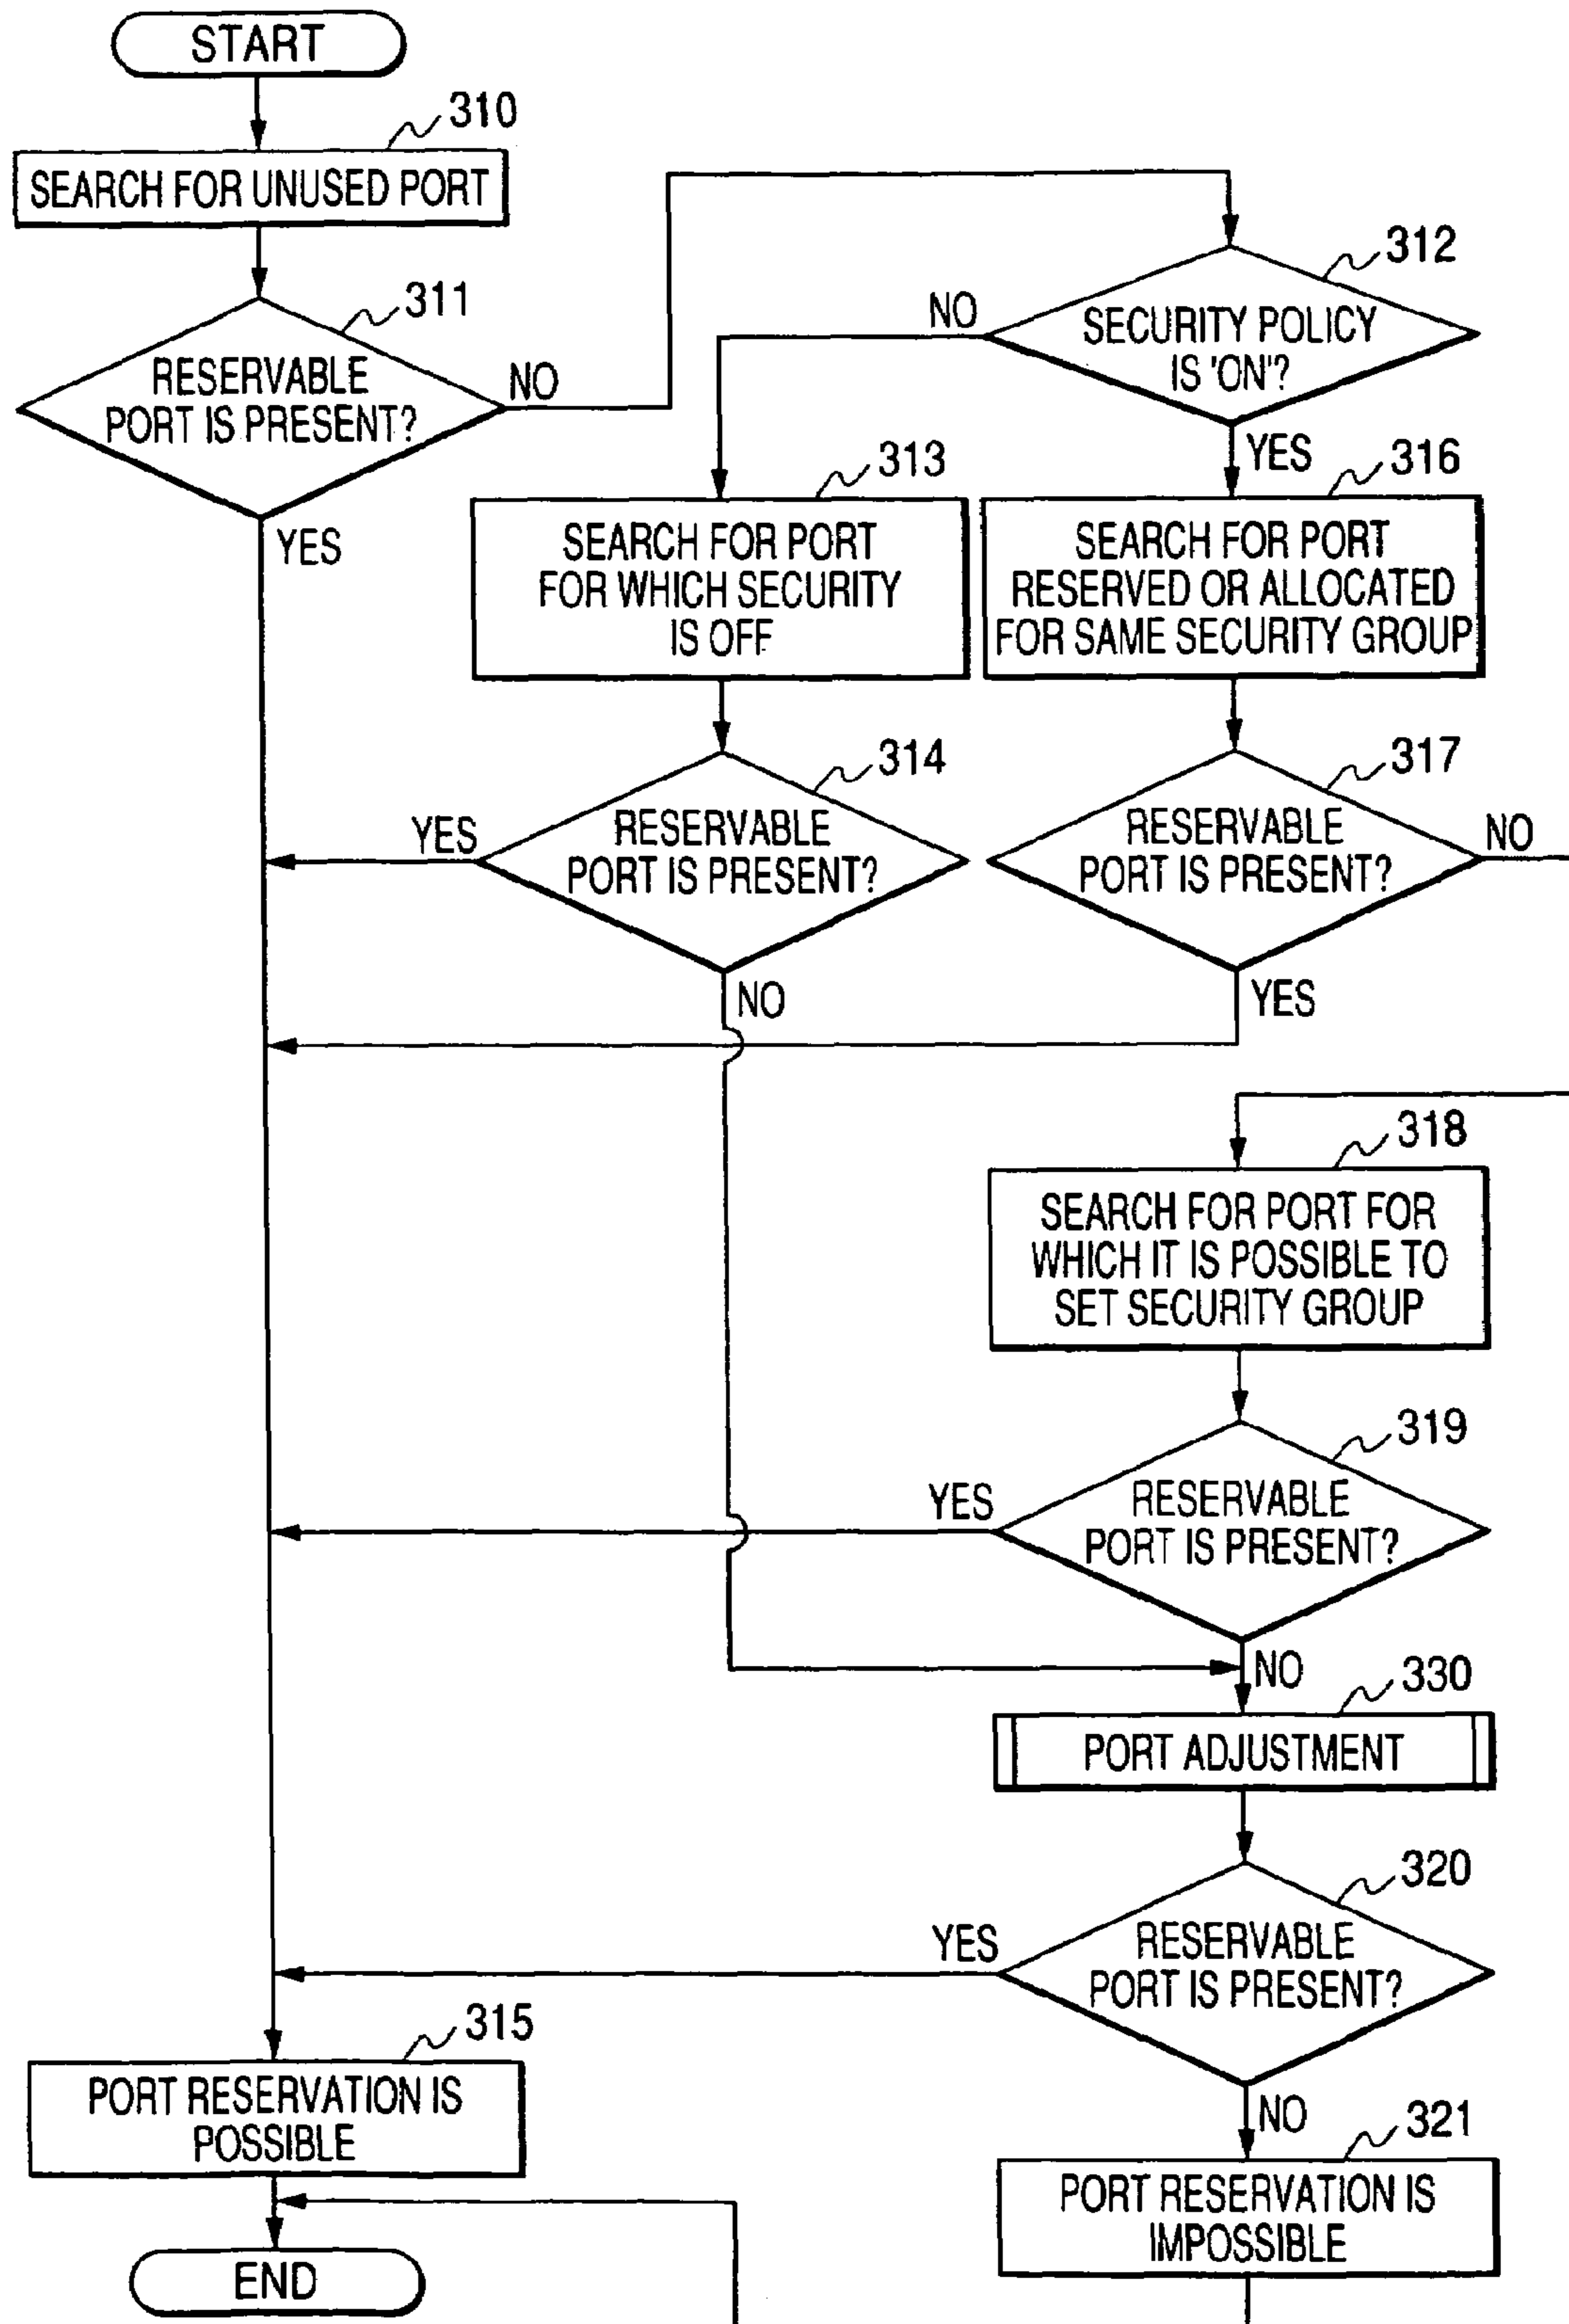 START
310
SEARCH FOR UNUSED PORT
311
RESERVABLE
PORT IS PRESENT?
NO
YES
312
SECURITY POLICY
IS 'ON'?
NO
YES
313
SEARCH FOR PORT
FOR WHICH SECURITY
IS OFF
316
SEARCH FOR PORT
RESERVED OR ALLOCATED
FOR SAME SECURITY GROUP
314
RESERVABLE
PORT IS PRESENT?
YES
NO
317
RESERVABLE
PORT IS PRESENT?
NO
YES
318
SEARCH FOR PORT FOR
WHICH IT IS POSSIBLE TO
SET SECURITY GROUP
319
RESERVABLE
PORT IS PRESENT?
YES
NO
330
PORT ADJUSTMENT
320
RESERVABLE
PORT IS PRESENT?
YES
NO
315
PORT RESERVATION IS
POSSIBLE
321
PORT RESERVATION IS
IMPOSSIBLE
END